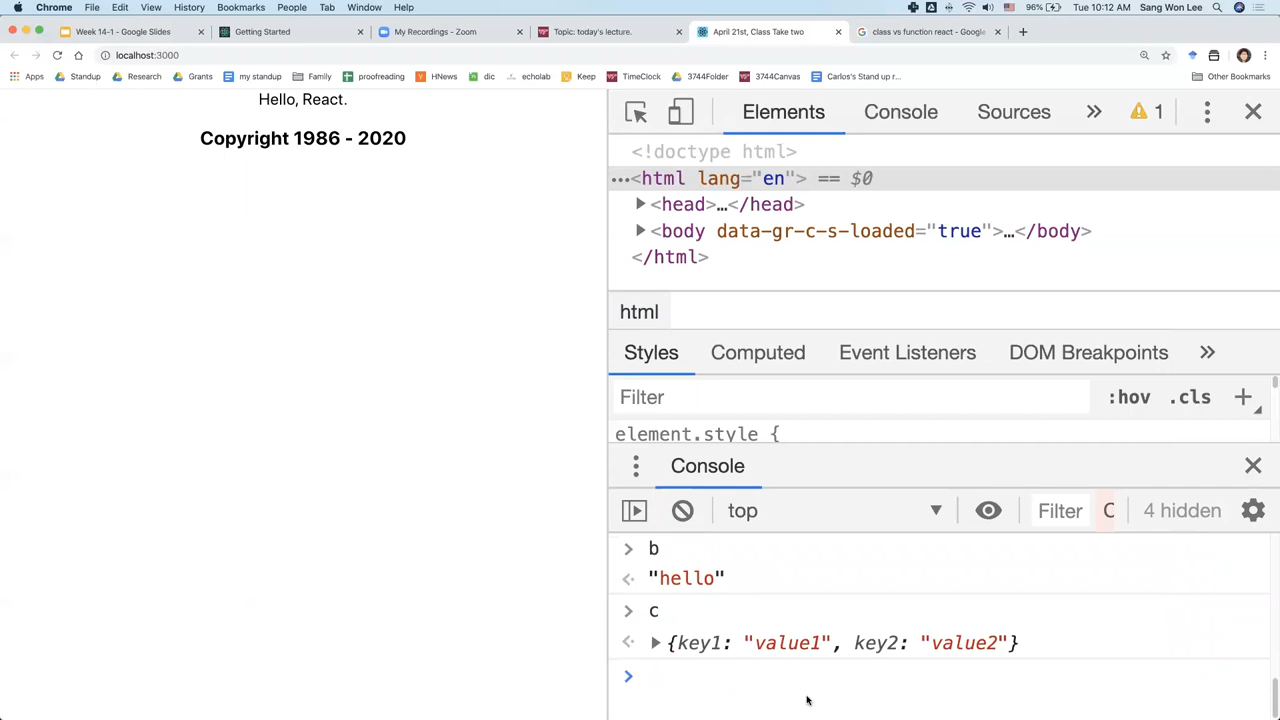 Chrome File Edit View History Bookmarks People Tab Window Help 96% Tue 10:12 AM Sang Won Lee
Week 14-1 - Google Slides Getting Started My Recordings - Zoom Topic: today's lecture. April 21st, Class Take two class vs function react - Google
localhost:3000
Apps Standup Research Grants my standup Family proofreading HNews dic echolab Keep TimeClock 3744Folder 3744Canvas Carlos's Stand up r... Other Bookmarks
Hello, React.
Copyright 1986 - 2020
Elements Console Sources » 1
<!doctype html>
…<html lang="en"> == $0
<head>…</head>
<body data-gr-c-s-loaded="true">…</body>
</html>
html
Styles Computed Event Listeners DOM Breakpoints »
Filter :hov .cls +
element.style {
Console
top Filter 4 hidden
> b
"hello"
> c
{key1: "value1", key2: "value2"}
>